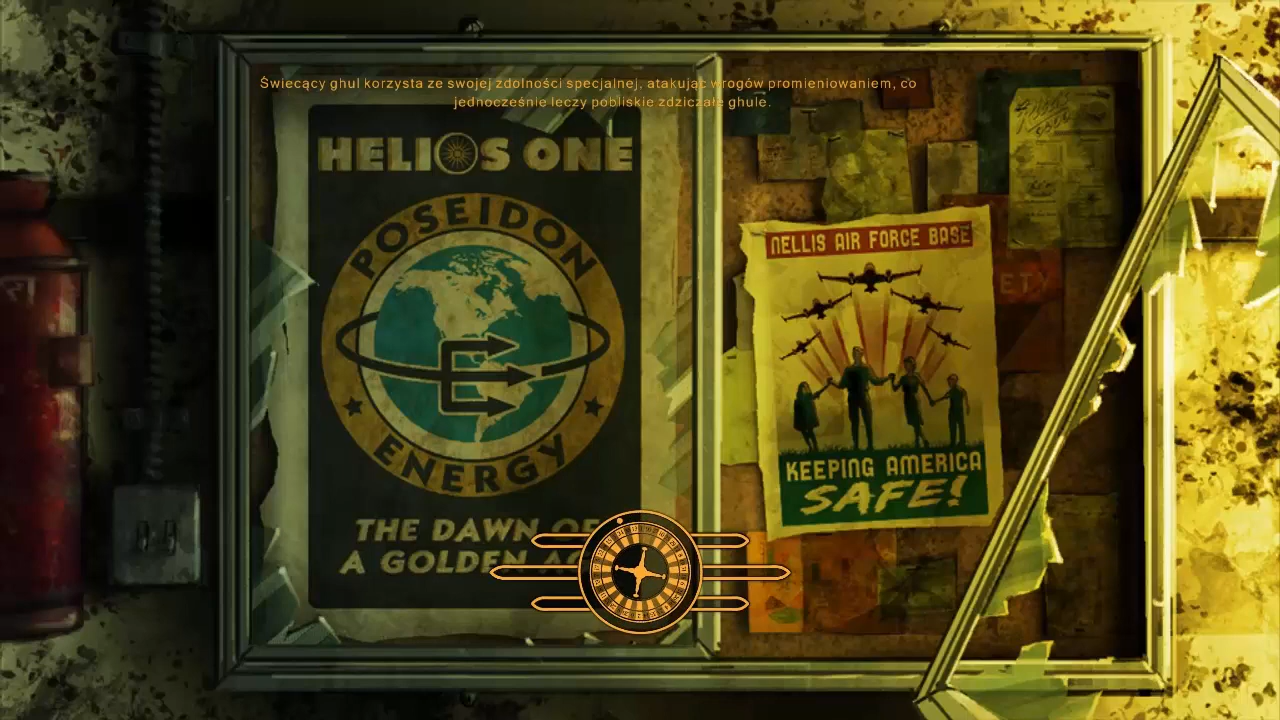 Świecący ghul korzysta ze swojej zdolności specjalnej, atakując wrogów promieniowaniem, co
jednocześnie leczy pobliskie zdziczałe ghule.
HELIOS ONE
POSEIDON
ENERGY
THE DAWN OF
A GOLDEN
NELLIS AIR FORCE BASE
KEEPING AMERICA
SAFE!